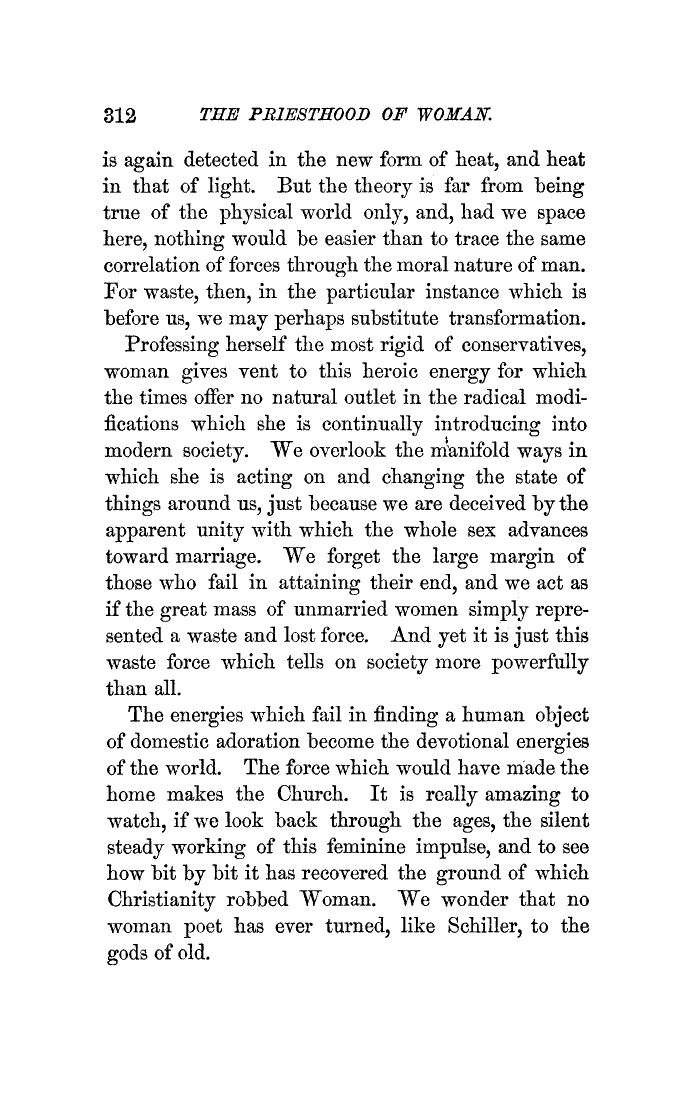 312 THE PRIESTHOOD OF WOMAN.
is again detected in the new form of heat, and heat
in that of light. But the theory is far from being
true of the physical world only, and, had we space
here, nothing would be easier than to trace the same
correlation of forces through the moral nature of man.
For waste, then, in the particular instance which is
before us, we may perhaps substitute transformation.
Professing herself the most rigid of conservatives,
woman gives vent to this heroic energy for which
the times offer no natural outlet in the radical modi-
fications which she is continually introducing into
modern society. We overlook the manifold ways in
which she is acting on and changing the state of
things around us, just because we are deceived by the
apparent unity with which the whole sex advances
toward marriage. We forget the large margin of
those who fail in attaining their end, and we act as
if the great mass of unmarried women simply repre-
sented a waste and lost force. And yet it is just this
waste force which tells on society more powerfully
than all.
The energies which fail in finding a human object
of domestic adoration become the devotional energies
of the world. The force which would have made the
home makes the Church. It is really amazing to
watch, if we look back through the ages, the silent
steady working of this feminine impulse, and to see
how bit by bit it has recovered the ground of which
Christianity robbed Woman. We wonder that no
woman poet has ever turned, like Schiller, to the
gods of old.